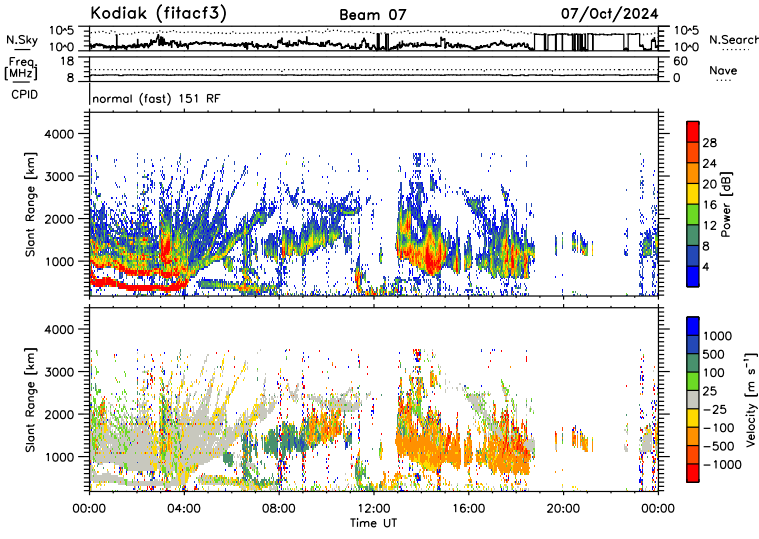 Kodiak (fitacf3) Beam 07 07/Oct/2024
N.Sky 10^5 10^0 10^5 10^0 N.Search
Freq. [MHz] 18 8 60 0 Nave
CPID normal (fast) 151 RF
Slant Range [km]
4000
3000
2000
1000
Power [dB]
28
24
20
16
12
8
4
Slant Range [km]
4000
3000
2000
1000
Velocity [m s⁻¹]
1000
500
100
25
−25
−100
−500
−1000
00:00 04:00 08:00 12:00 16:00 20:00 00:00
Time UT